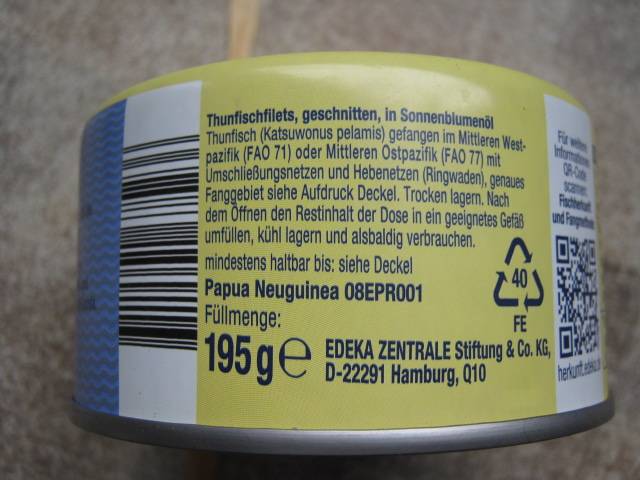 Thunfischfilets, geschnitten, in Sonnenblumenöl
Thunfisch (Katsuwonus pelamis) gefangen im Mittleren West-
pazifik (FAO 71) oder Mittleren Ostpazifik (FAO 77) mit
Umschließungsnetzen und Hebenetzen (Ringwaden), genaues
Fanggebiet siehe Aufdruck Deckel. Trocken lagern. Nach
dem Öffnen den Restinhalt der Dose in ein geeignetes Gefäß
umfüllen, kühl lagern und alsbaldig verbrauchen.
mindestens haltbar bis: siehe Deckel
Papua Neuguinea 08EPR001
Füllmenge:
195 g e
EDEKA ZENTRALE Stiftung & Co. KG,
D-22291 Hamburg, Q10
40
FE
Für weitere
Informationen
QR-Code
scannen:
Fischherkunft
und Fangmethode
herkunft.edeka